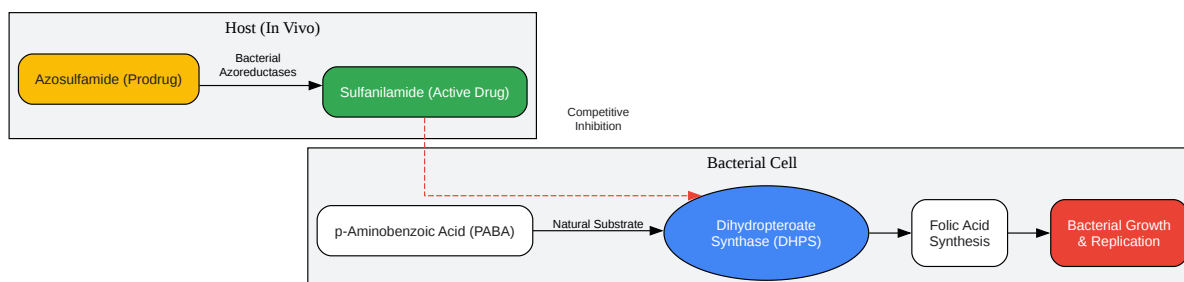 Host (In Vivo)
Azosulfamide (Prodrug)
Bacterial
Azoreductases
Sulfanilamide (Active Drug)
Competitive
Inhibition
Bacterial Cell
p-Aminobenzoic Acid (PABA)
Natural Substrate
Dihydropteroate
Synthase (DHPS)
Folic Acid
Synthesis
Bacterial Growth
& Replication